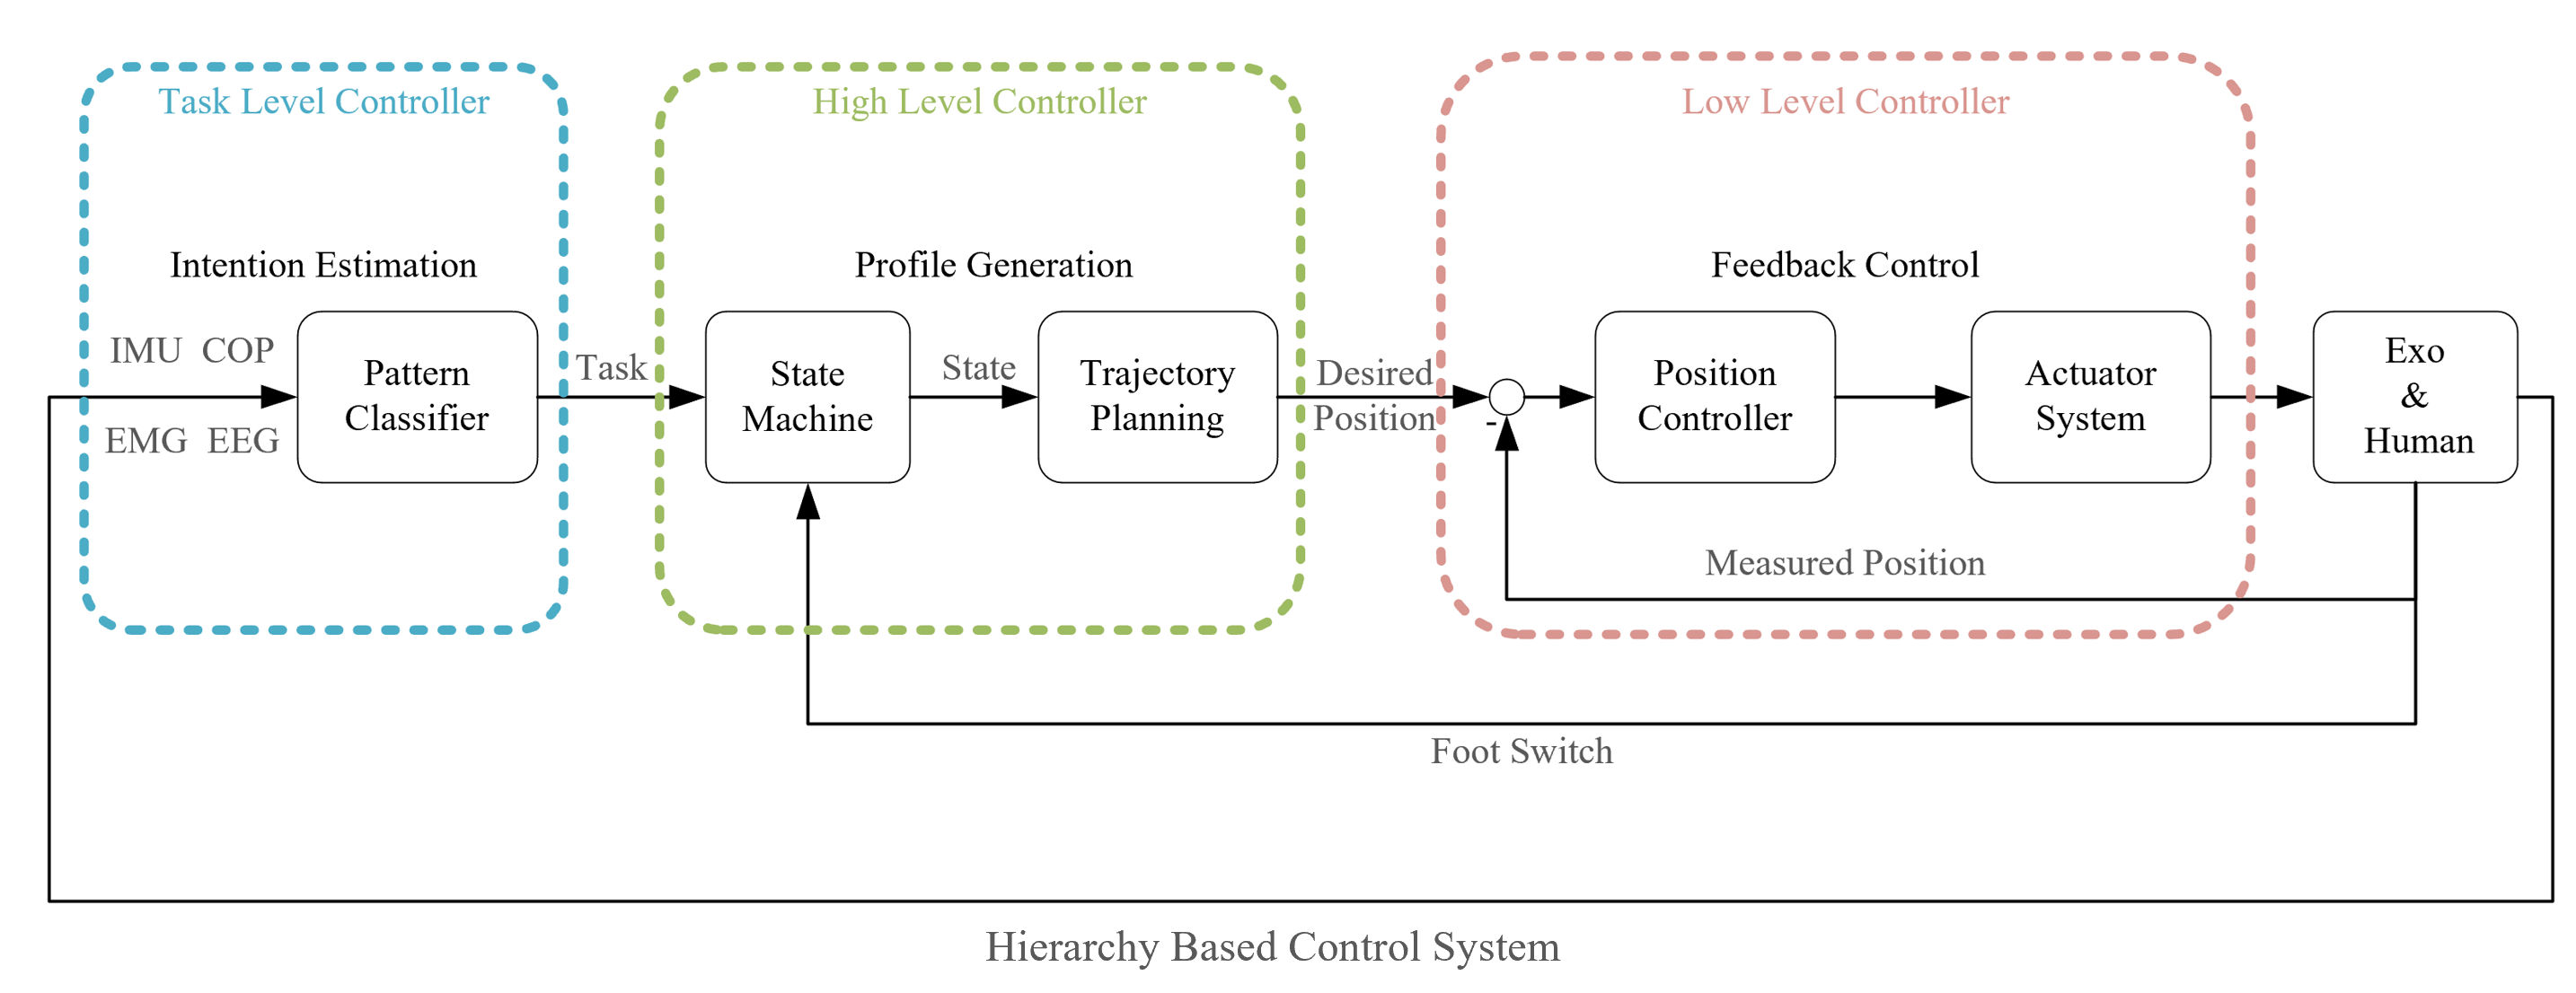 Task Level Controller
High Level Controller
Low Level Controller
Intention Estimation
Profile Generation
Feedback Control
IMU COP
EMG EEG
Pattern
Classifier
Task
State
Machine
State
Trajectory
Planning
Desired
Position
-
Position
Controller
Actuator
System
Exo
&
Human
Measured Position
Foot Switch
Hierarchy Based Control System